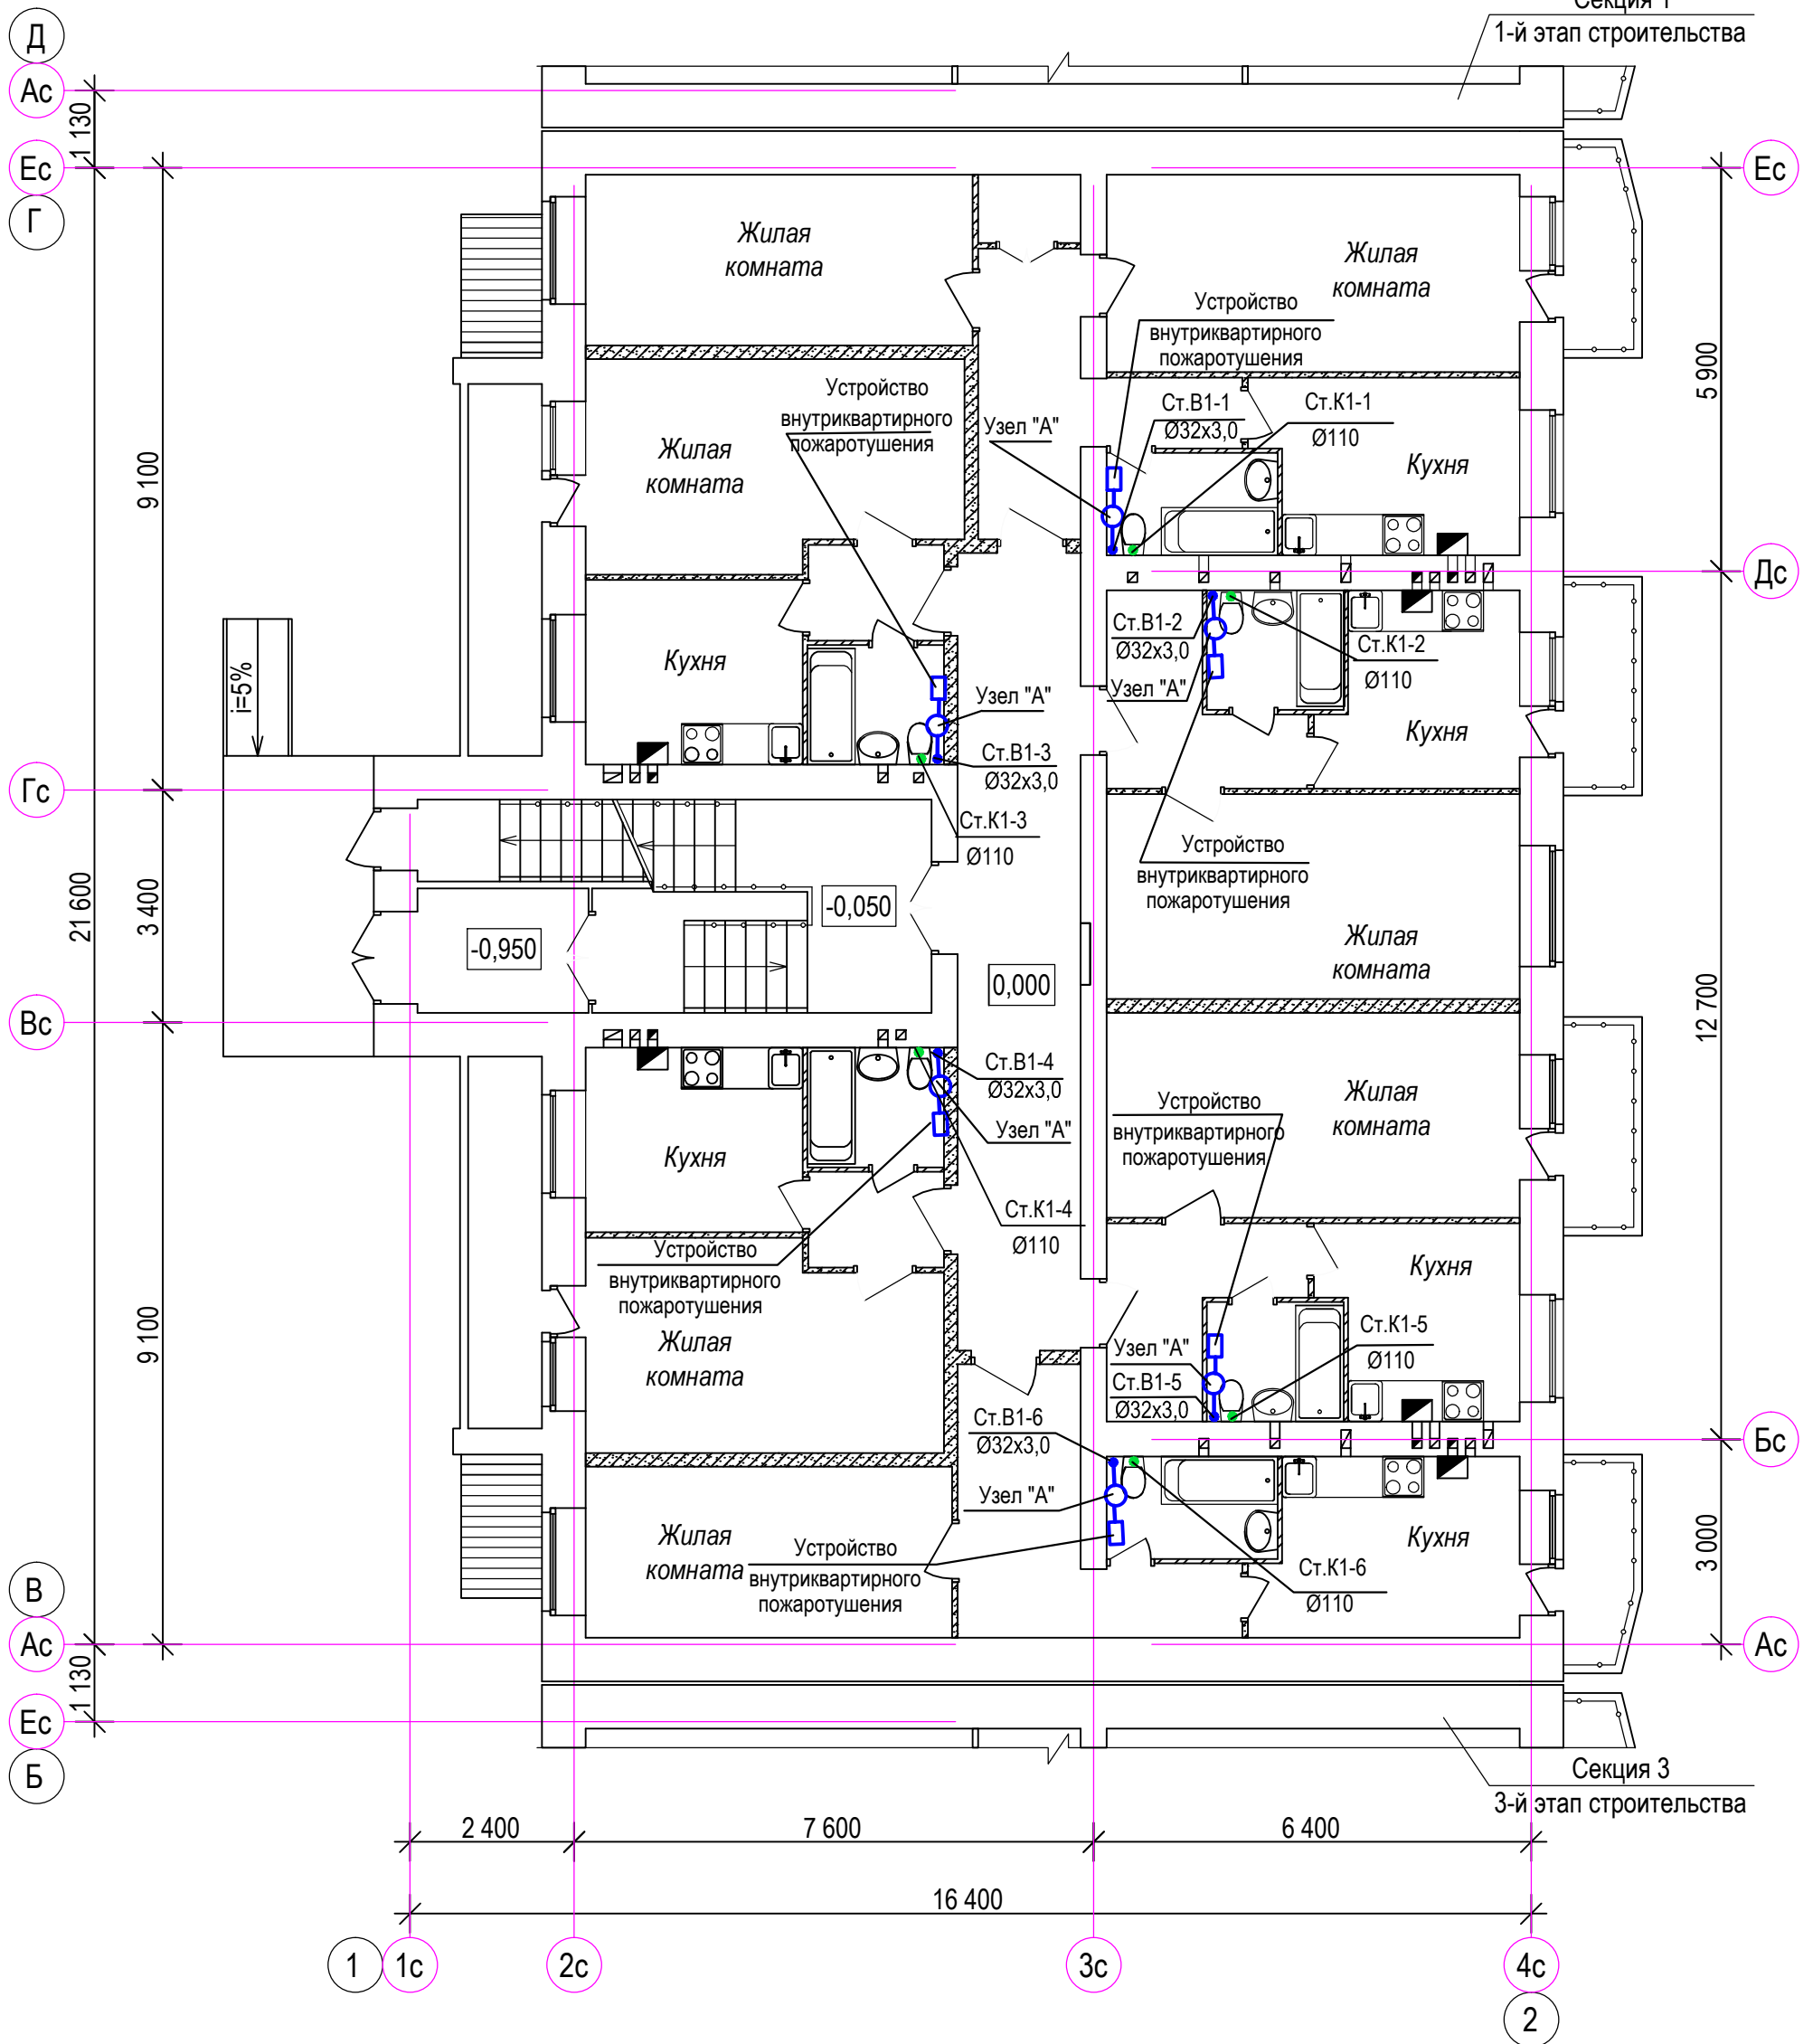 Секция 1
1-й этап строительства
Д
Ас
1 130
Ес
Г
Ес
Жилая
комната
Жилая
комната
Устройство
внутриквартирного
пожаротушения
5 900
Устройство
внутриквартирного
пожаротушения
Узел "А"
Ст.В1-1
Ø32х3,0
Ст.К1-1
Ø110
9 100
Жилая
комната
Кухня
Дс
Ст.В1-2
Ø32х3,0
Узел "А"
Ст.К1-2
Ø110
i=5%
Кухня
Узел "А"
Кухня
Ст.В1-3
Ø32х3,0
Гс
Ст.К1-3
Ø110
Устройство
внутриквартирного
пожаротушения
21 600
3 400
-0,050
-0,950
Жилая
комната
0,000
12 700
Вс
Ст.В1-4
Ø32х3,0
Узел "А"
Устройство
внутриквартирного
пожаротушения
Жилая
комната
Кухня
Ст.К1-4
Ø110
Устройство
внутриквартирного
пожаротушения
Кухня
9 100
Жилая
комната
Узел "А"
Ст.В1-5
Ø32х3,0
Ст.К1-5
Ø110
Ст.В1-6
Ø32х3,0
Бс
Узел "А"
Жилая
комната
Устройство
внутриквартирного
пожаротушения
Кухня
Ст.К1-6
Ø110
3 000
В
Ас
Ас
1 130
Ес
Б
Секция 3
3-й этап строительства
2 400
7 600
6 400
16 400
1
1с
2с
3с
4с
2